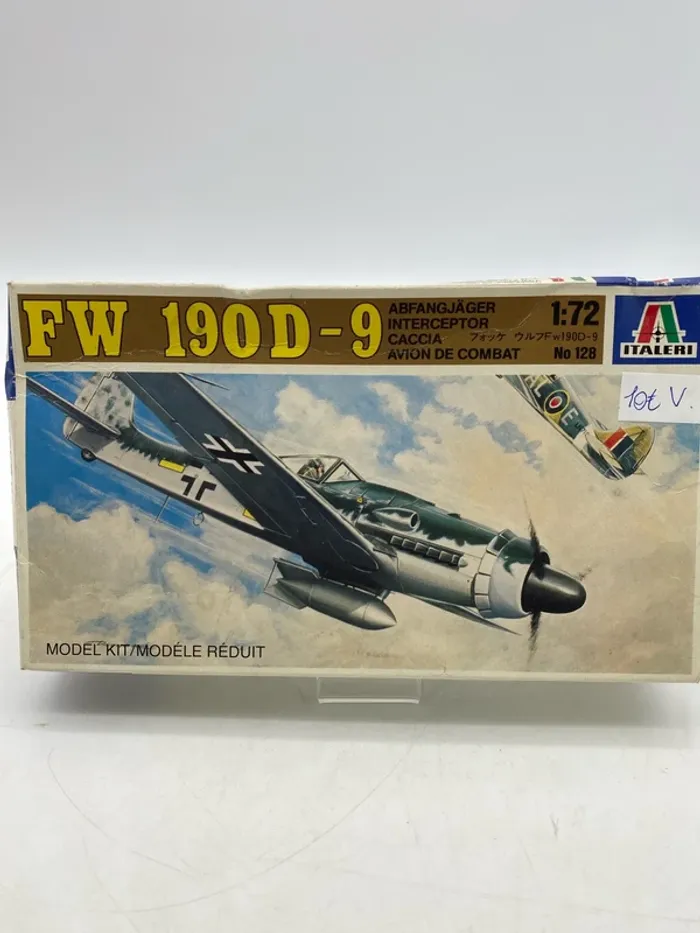 FW 190D-9
ABFANGJÄGER
INTERCEPTOR
CACCIA
AVION DE COMBAT
フォッケ ウルフFw190D-9
1:72
No 128
ITALERI
10€ V.
L E
MODEL KIT/MODÉLE RÉDUIT